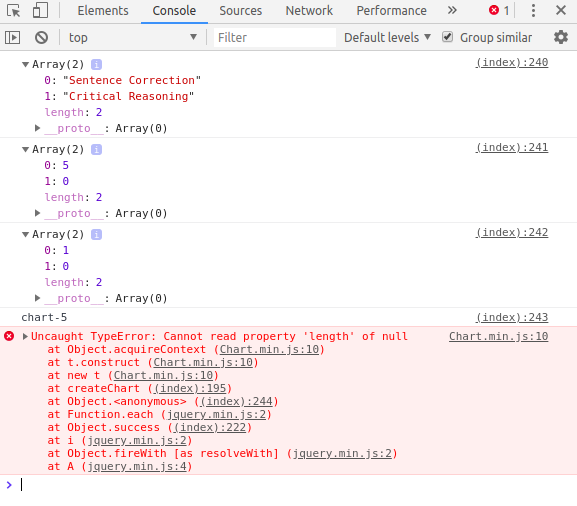 Elements Console Sources Network Performance » 1
top Filter Default levels Group similar
Array(2) i (index):240
0: "Sentence Correction"
1: "Critical Reasoning"
length: 2
__proto__: Array(0)
Array(2) i (index):241
0: 5
1: 0
length: 2
__proto__: Array(0)
Array(2) i (index):242
0: 1
1: 0
length: 2
__proto__: Array(0)
chart-5 (index):243
Uncaught TypeError: Cannot read property 'length' of null Chart.min.js:10
at Object.acquireContext (Chart.min.js:10)
at t.construct (Chart.min.js:10)
at new t (Chart.min.js:10)
at createChart ((index):195)
at Object.<anonymous> ((index):244)
at Function.each (jquery.min.js:2)
at Object.success ((index):222)
at i (jquery.min.js:2)
at Object.fireWith [as resolveWith] (jquery.min.js:2)
at A (jquery.min.js:4)
>